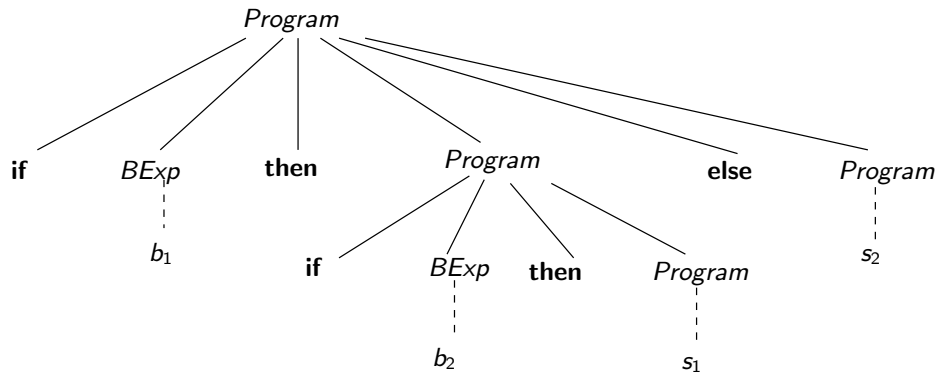 Program
if BExp then Program else Program
b₁ s₂
if BExp then Program
b₂ s₁